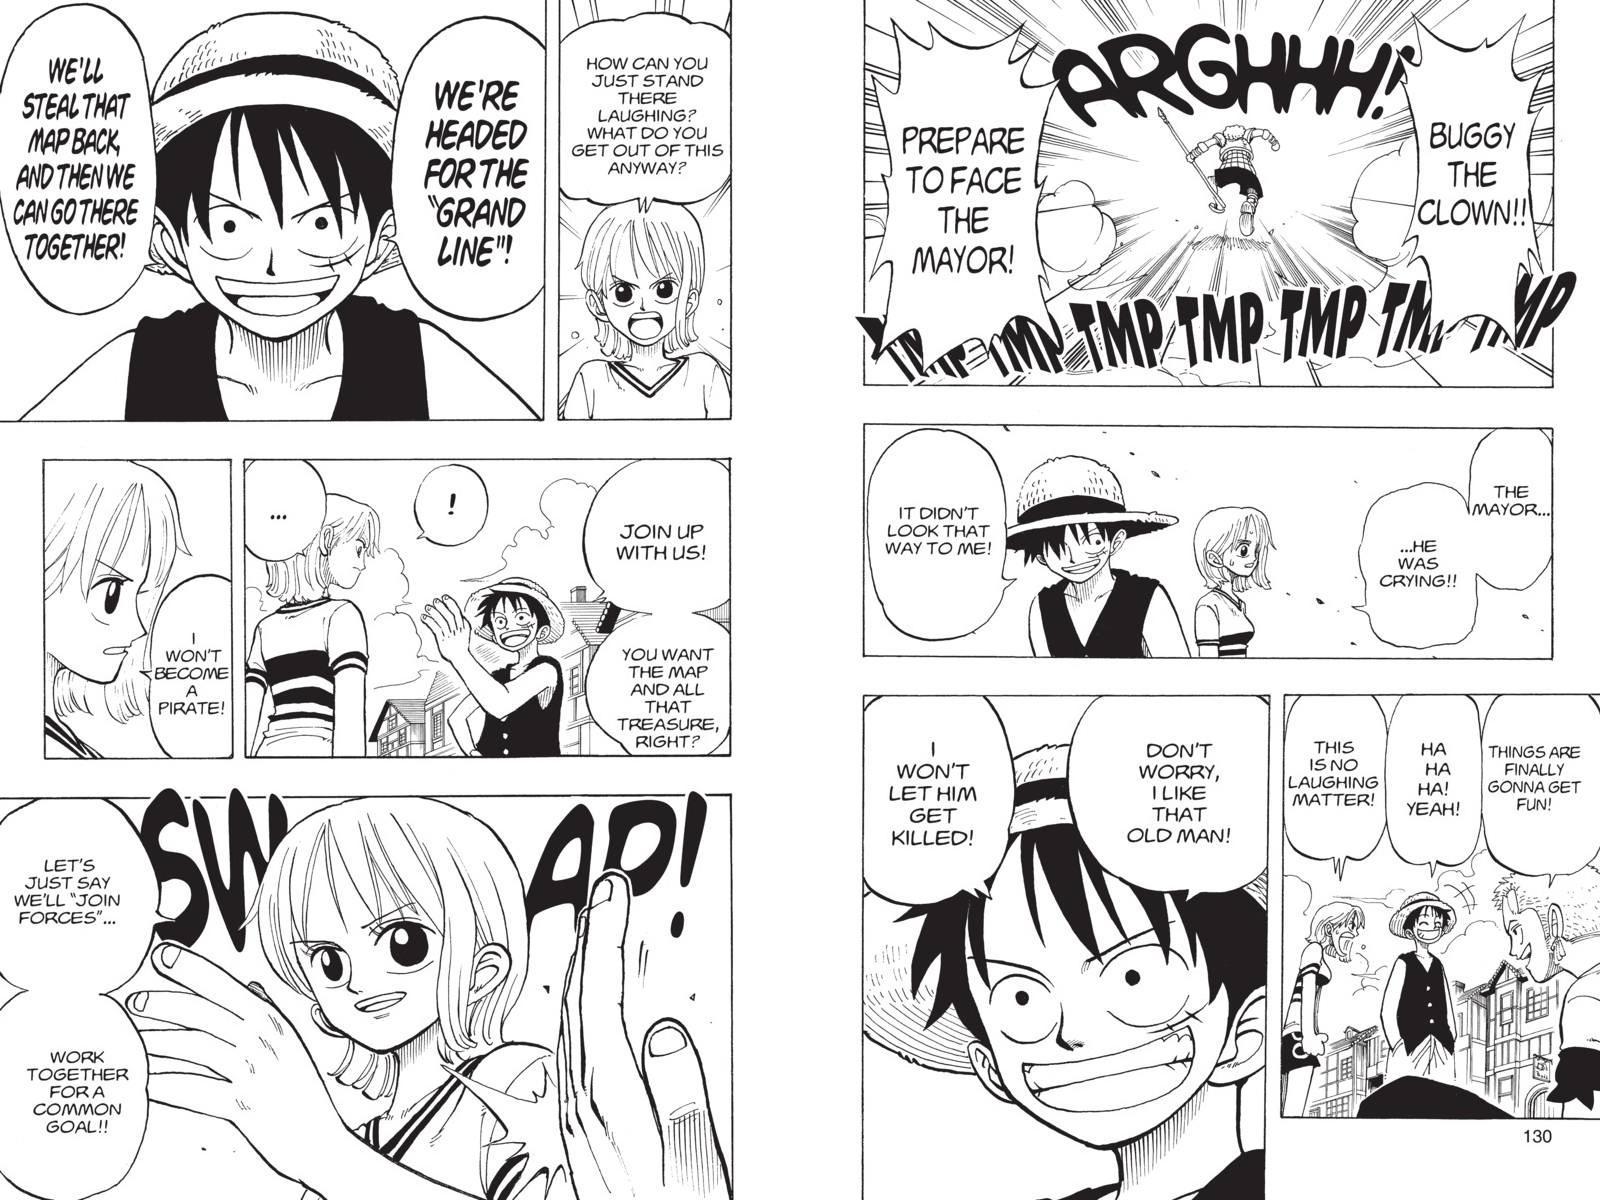 ARGHHH!
BUGGY
THE
CLOWN!!
PREPARE
TO FACE
THE
MAYOR!
TMP TMP TMP TMP TMP TMP TMP
THE
MAYOR...
...HE
WAS
CRYING!!
IT DIDN'T
LOOK THAT
WAY TO ME!
THINGS ARE
FINALLY
GONNA GET
FUN!
HA
HA
HA!
YEAH!
THIS
IS NO
LAUGHING
MATTER!
DON'T
WORRY,
I LIKE
THAT
OLD MAN!
I
WON'T
LET HIM
GET
KILLED!
130
HOW CAN YOU
JUST STAND
THERE
LAUGHING?
WHAT DO YOU
GET OUT OF THIS
ANYWAY?
WE'RE
HEADED
FOR THE
"GRAND
LINE"!
WE'LL
STEAL THAT
MAP BACK,
AND THEN WE
CAN GO THERE
TOGETHER!
JOIN UP
WITH US!
YOU WANT
THE MAP
AND ALL
THAT
TREASURE,
RIGHT?
!
...
I
WON'T
BECOME
A
PIRATE!
SWAP!
LET'S
JUST SAY
WE'LL "JOIN
FORCES"...
WORK
TOGETHER
FOR A
COMMON
GOAL!!